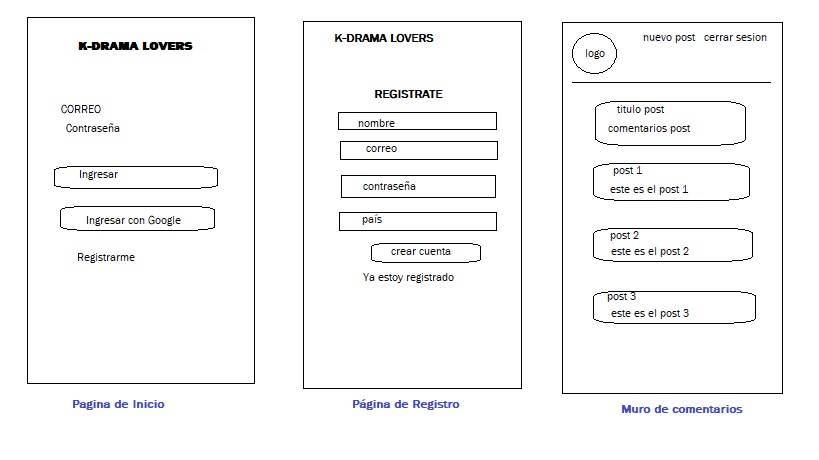 K-DRAMA LOVERS
CORREO
Contraseña
Ingresar
Ingresar con Google
Registrarme
Pagina de Inicio
K-DRAMA LOVERS
REGISTRATE
nombre
correo
contraseña
país
crear cuenta
Ya estoy registrado
Página de Registro
logo
nuevo post cerrar sesion
titulo post
comentarios post
post 1
este es el post 1
post 2
este es el post 2
post 3
este es el post 3
Muro de comentarios